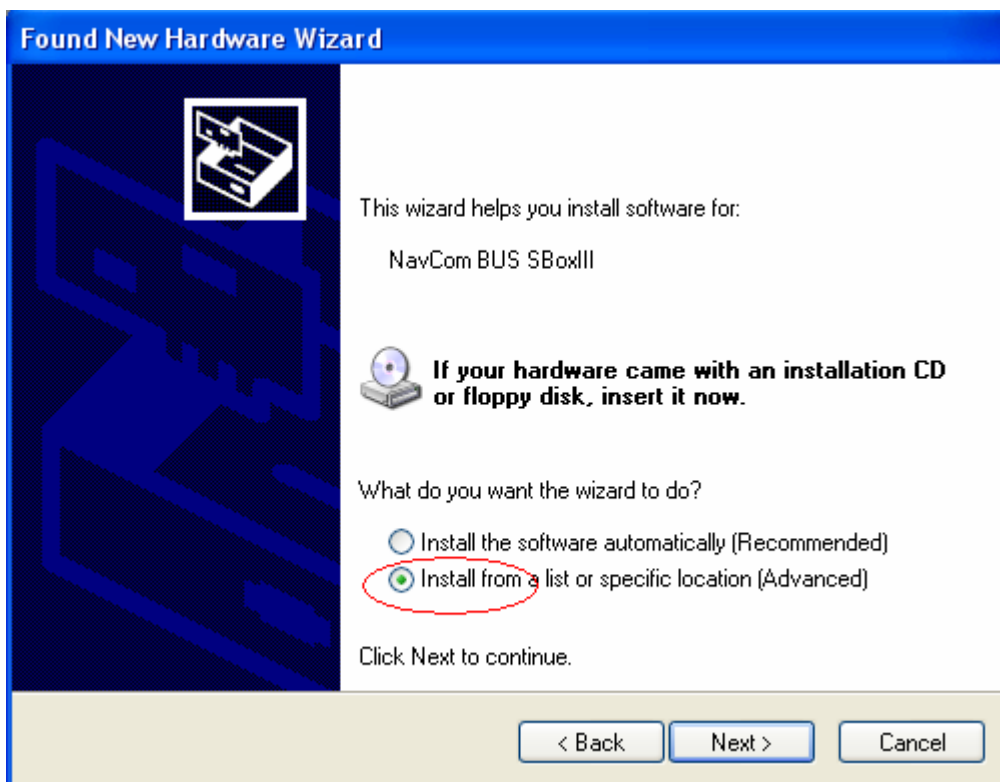 Found New Hardware Wizard
This wizard helps you install software for:
NavCom BUS SBoxIII
If your hardware came with an installation CD
or floppy disk, insert it now.
What do you want the wizard to do?
Install the software automatically (Recommended)
Install from a list or specific location (Advanced)
Click Next to continue.
< Back Next > Cancel